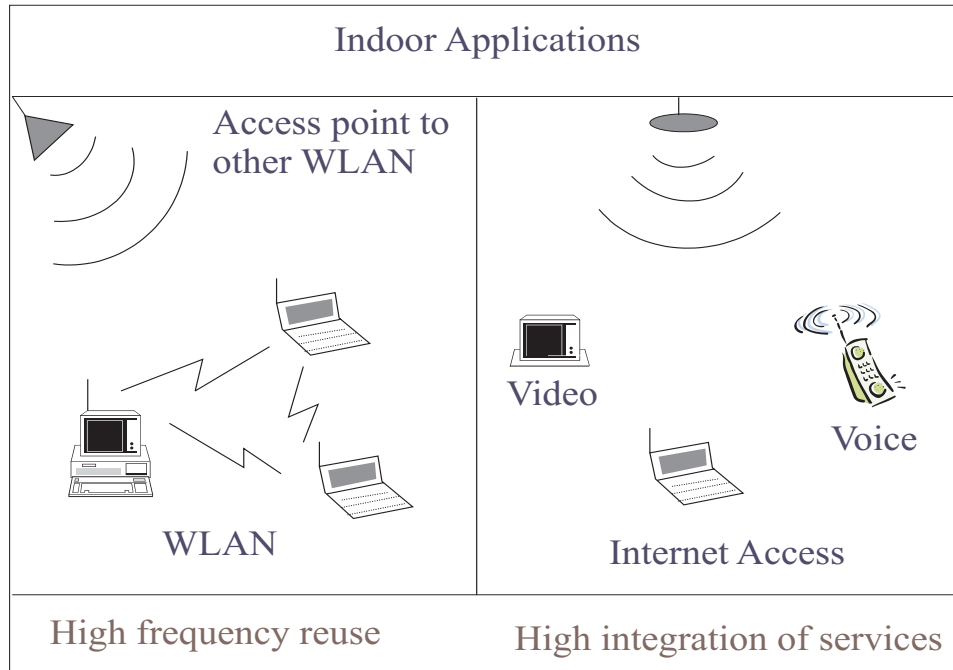 Indoor Applications
Access point to
other WLAN
WLAN
Video
Voice
Internet Access
High frequency reuse
High integration of services